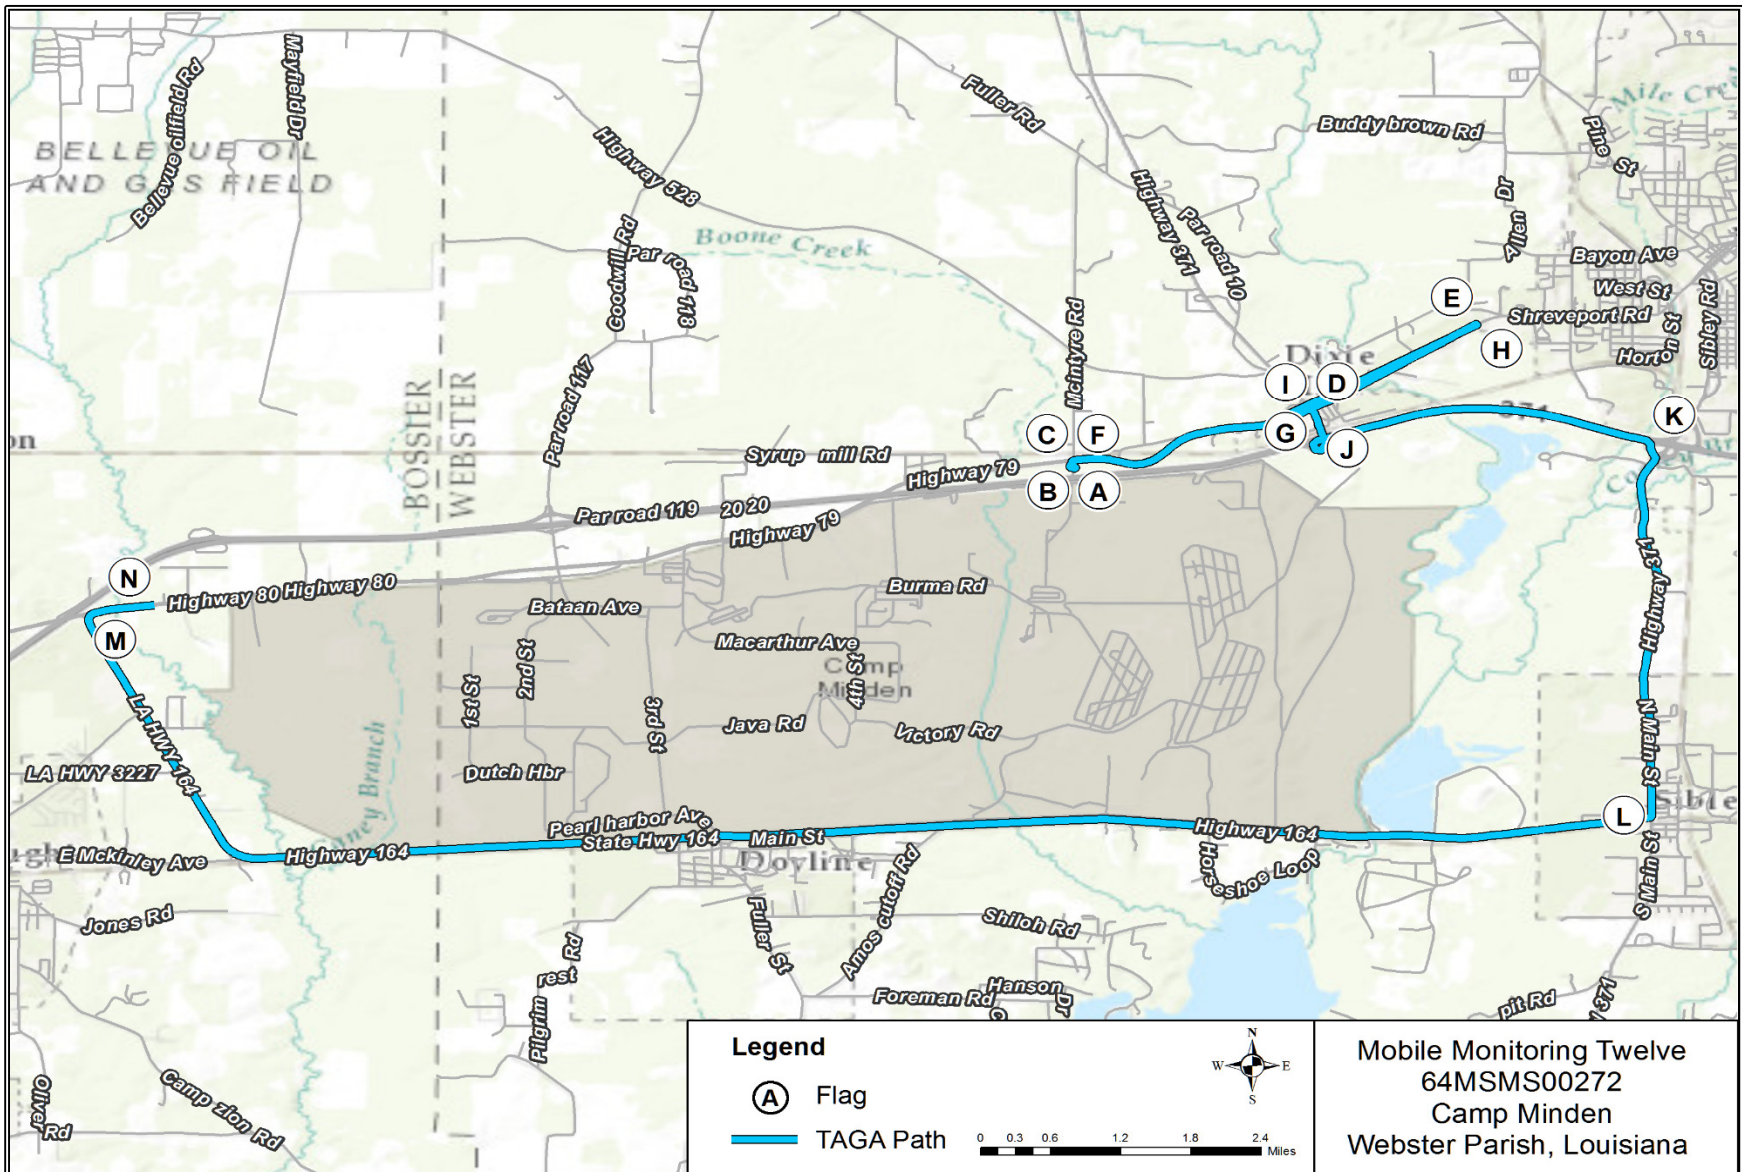 Bellevue oilfield Rd
Mayfield Dr
BELLEVUE OIL
AND GAS FIELD
Highway 528
Fuller Rd
Buddy brown Rd
Pine St
Mile Creek
Highway 371
Par road 10
Allen Dr
Bayou Ave
West St
Sibley Rd
Shreveport Rd
Horton St
Boone Creek
Goodwill Rd
Par road 118
Par road 117
Mcintyre Rd
BOSSIER
WEBSTER
Dixie
E
H
I
D
G
J
K
371
C
F
B
A
Syrup mill Rd
Highway 79
Par road 119
20 20
Highway 79
N
Highway 80 Highway 80
M
Bataan Ave
Burma Rd
Macarthur Ave
Camp
Minden
2nd St
1st St
3rd St
4th St
Java Rd
Victory Rd
Dutch Hbr
LA HWY 164
LA HWY 3227
Highway 371
N Main St
L
Pearl harbor Ave
State Hwy 164
Main St
Highway 164
Highway 164
Horseshoe Loop
Doyline
E Mckinley Ave
Jones Rd
Fuller St
Amos cutoff Rd
Shiloh Rd
S Main St
Pilgrim rest Rd
Foreman Rd
Hanson Dr
pit Rd
371
Oliver Rd
Camp zion Rd
Legend
A Flag
TAGA Path
N
W E
S
0 0.3 0.6 1.2 1.8 2.4
Miles
Mobile Monitoring Twelve
64MSMS00272
Camp Minden
Webster Parish, Louisiana